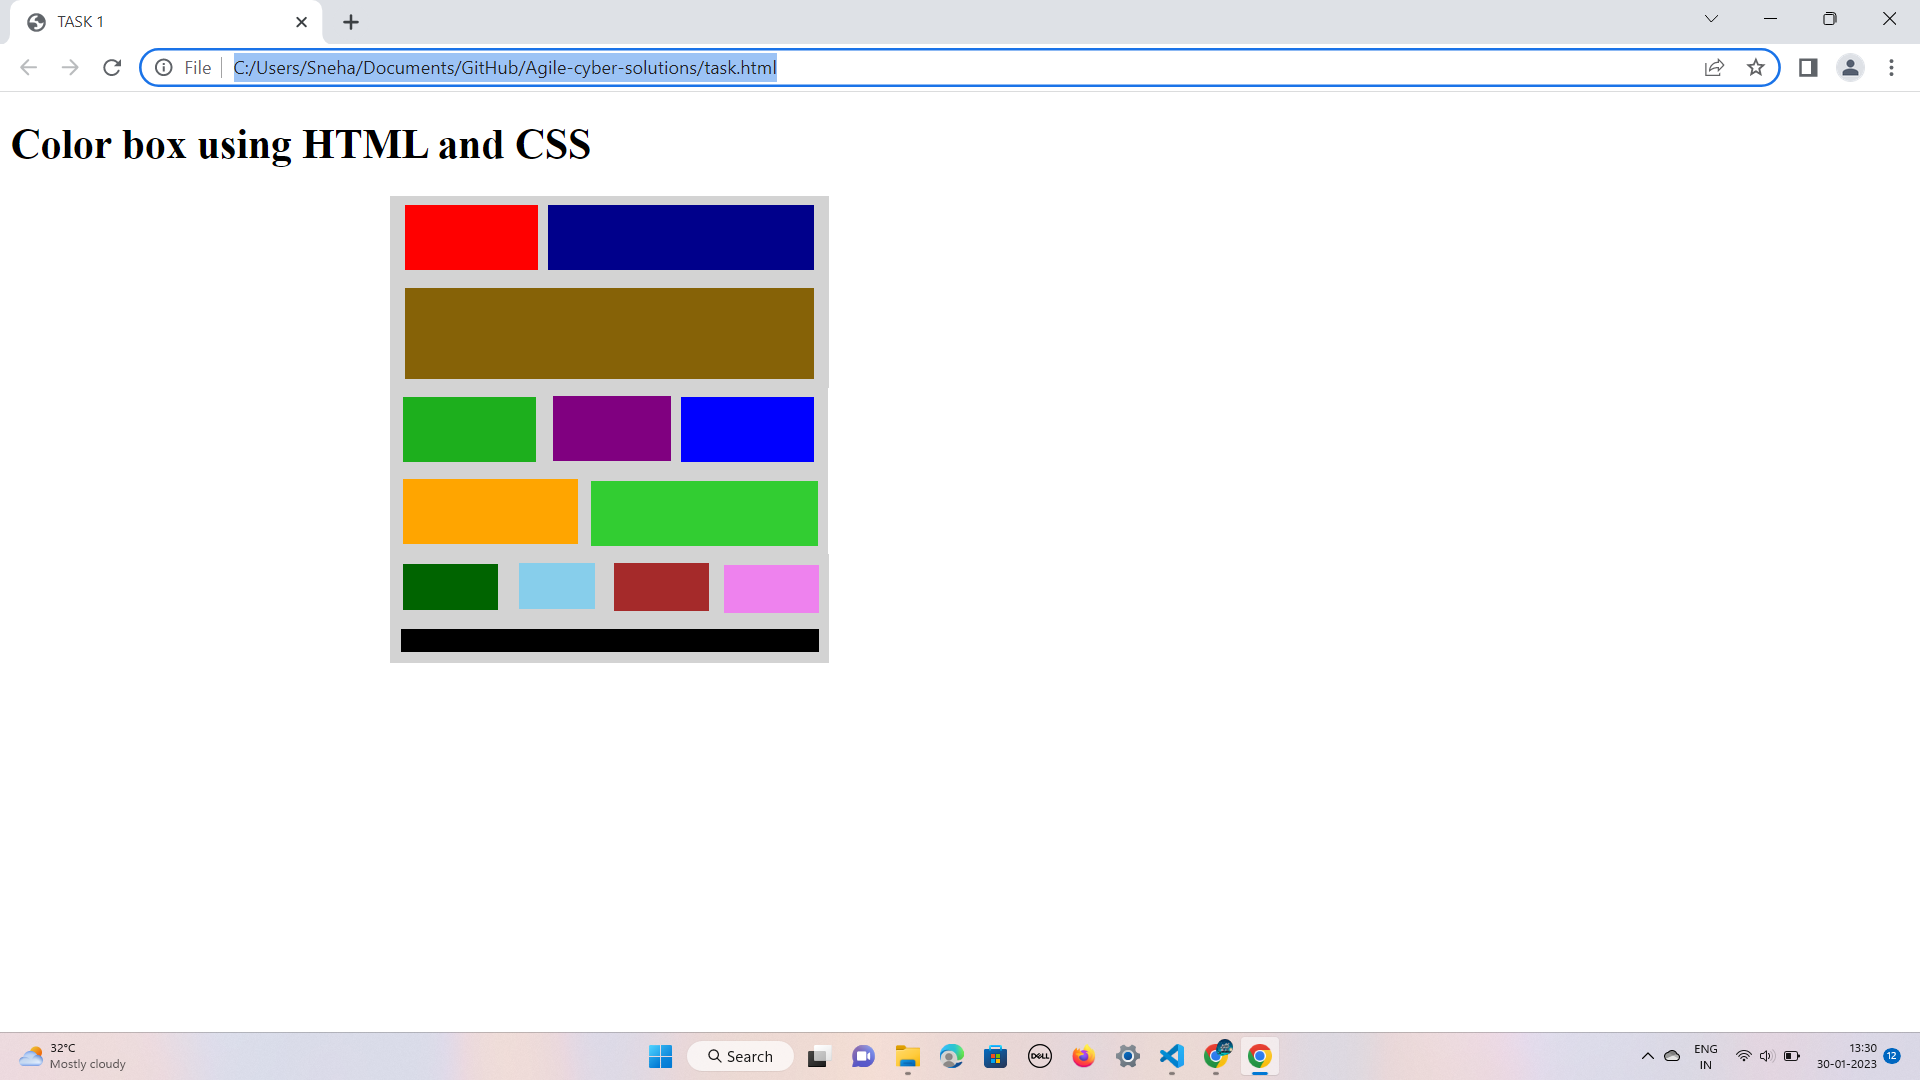 TASK 1
File
C:/Users/Sneha/Documents/GitHub/Agile-cyber-solutions/task.html
Color box using HTML and CSS
32°C
Mostly cloudy
Search
DELL
ENG
IN
13:30
30-01-2023
12